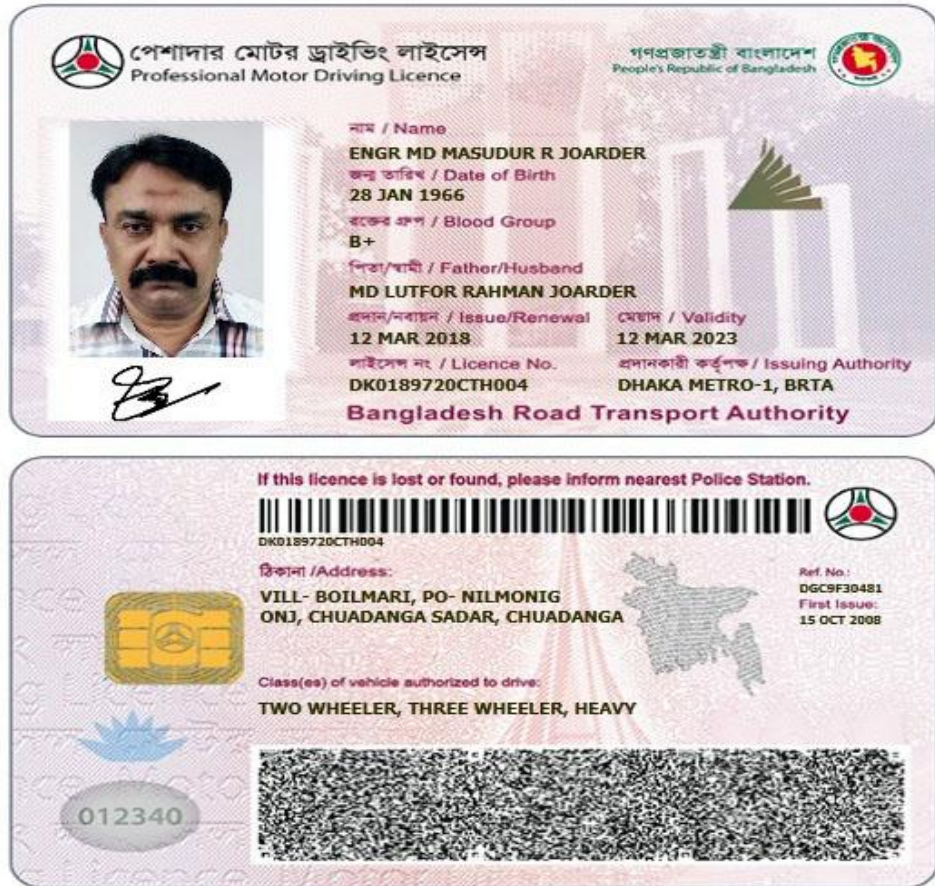 পেশাদার মোটর ড্রাইভিং লাইসেন্স
Professional Motor Driving Licence
গণপ্রজাতন্ত্রী বাংলাদেশ
People's Republic of Bangladesh
নাম / Name
ENGR MD MASUDUR R JOARDER
জন্ম তারিখ / Date of Birth
28 JAN 1966
রক্তের গ্রুপ / Blood Group
B+
পিতা/স্বামী / Father/Husband
MD LUTFOR RAHMAN JOARDER
প্রদান/নবায়ন / Issue/Renewal মেয়াদ / Validity
12 MAR 2018 12 MAR 2023
লাইসেন্স নং / Licence No. প্রদানকারী কর্তৃপক্ষ / Issuing Authority
DK0189720CTH004 DHAKA METRO-1, BRTA
Bangladesh Road Transport Authority
If this licence is lost or found, please inform nearest Police Station.
DK0189720CTH004
ঠিকানা /Address:
VILL- BOILMARI, PO- NILMONIG
ONJ, CHUADANGA SADAR, CHUADANGA
Ref. No.:
DGC9F30481
First Issue:
15 OCT 2008
Class(es) of vehicle authorized to drive:
TWO WHEELER, THREE WHEELER, HEAVY
012340